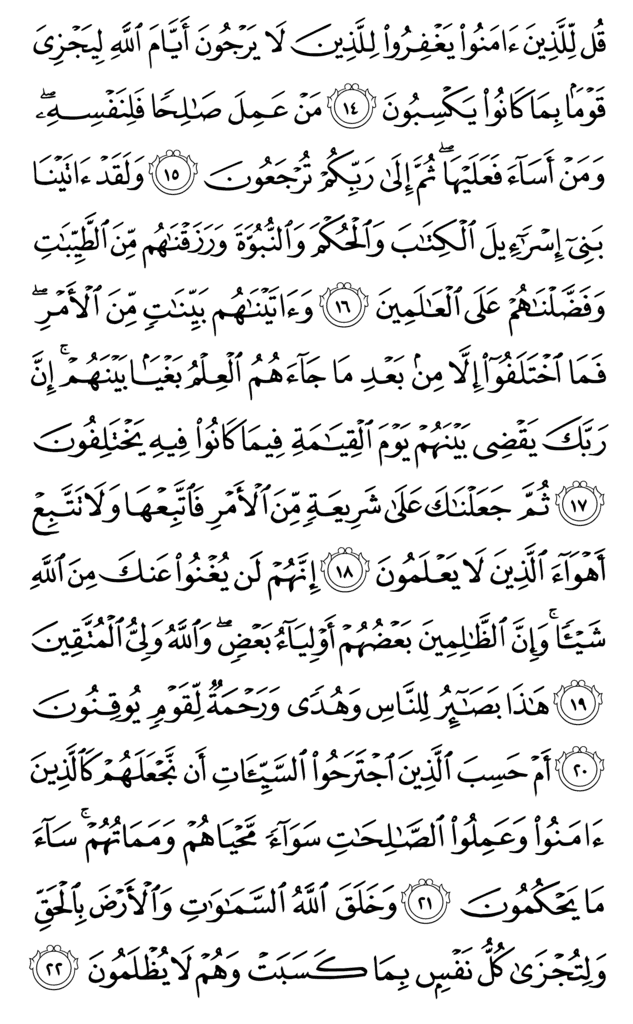 قُل لِّلَّذِينَ ءَامَنُوا۟ يَغْفِرُوا۟ لِلَّذِينَ لَا يَرْجُونَ أَيَّامَ ٱللَّهِ لِيَجْزِىَ
قَوْمًۢا بِمَا كَانُوا۟ يَكْسِبُونَ ١٤ مَنْ عَمِلَ صَـٰلِحًا فَلِنَفْسِهِۦ ۖ
وَمَنْ أَسَآءَ فَعَلَيْهَا ۖ ثُمَّ إِلَىٰ رَبِّكُمْ تُرْجَعُونَ ١٥ وَلَقَدْ ءَاتَيْنَا
بَنِىٓ إِسْرَٰٓءِيلَ ٱلْكِتَـٰبَ وَٱلْحُكْمَ وَٱلنُّبُوَّةَ وَرَزَقْنَـٰهُم مِّنَ ٱلطَّيِّبَـٰتِ
وَفَضَّلْنَـٰهُمْ عَلَى ٱلْعَـٰلَمِينَ ١٦ وَءَاتَيْنَـٰهُم بَيِّنَـٰتٍ مِّنَ ٱلْأَمْرِ ۖ
فَمَا ٱخْتَلَفُوٓا۟ إِلَّا مِنۢ بَعْدِ مَا جَآءَهُمُ ٱلْعِلْمُ بَغْيًۢا بَيْنَهُمْ ۚ إِنَّ
رَبَّكَ يَقْضِى بَيْنَهُمْ يَوْمَ ٱلْقِيَـٰمَةِ فِيمَا كَانُوا۟ فِيهِ يَخْتَلِفُونَ
١٧ ثُمَّ جَعَلْنَـٰكَ عَلَىٰ شَرِيعَةٍ مِّنَ ٱلْأَمْرِ فَٱتَّبِعْهَا وَلَا تَتَّبِعْ
أَهْوَآءَ ٱلَّذِينَ لَا يَعْلَمُونَ ١٨ إِنَّهُمْ لَن يُغْنُوا۟ عَنكَ مِنَ ٱللَّهِ
شَيْـًٔا ۚ وَإِنَّ ٱلظَّـٰلِمِينَ بَعْضُهُمْ أَوْلِيَآءُ بَعْضٍ ۖ وَٱللَّهُ وَلِىُّ ٱلْمُتَّقِينَ
١٩ هَـٰذَا بَصَـٰٓئِرُ لِلنَّاسِ وَهُدًى وَرَحْمَةٌ لِّقَوْمٍ يُوقِنُونَ
٢٠ أَمْ حَسِبَ ٱلَّذِينَ ٱجْتَرَحُوا۟ ٱلسَّيِّـَٔاتِ أَن نَّجْعَلَهُمْ كَٱلَّذِينَ
ءَامَنُوا۟ وَعَمِلُوا۟ ٱلصَّـٰلِحَـٰتِ سَوَآءً مَّحْيَاهُمْ وَمَمَاتُهُمْ ۚ سَآءَ
مَا يَحْكُمُونَ ٢١ وَخَلَقَ ٱللَّهُ ٱلسَّمَـٰوَٰتِ وَٱلْأَرْضَ بِٱلْحَقِّ
وَلِتُجْزَىٰ كُلُّ نَفْسٍۭ بِمَا كَسَبَتْ وَهُمْ لَا يُظْلَمُونَ ٢٢